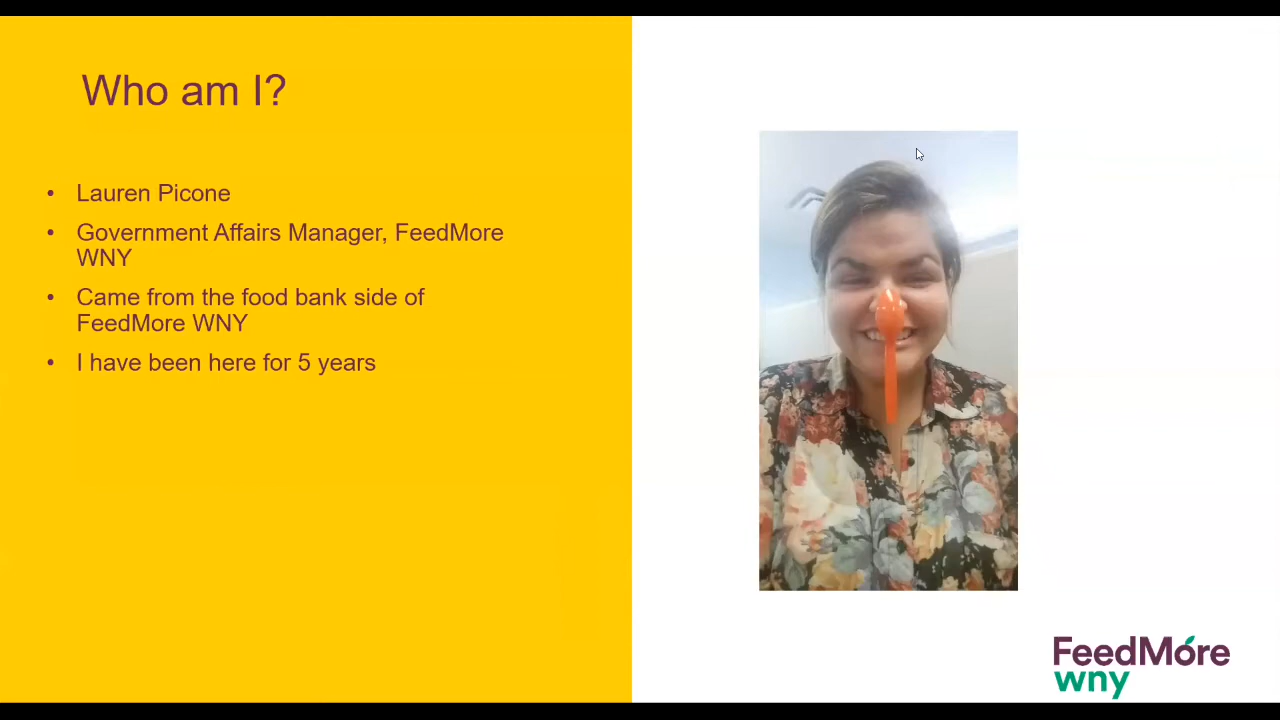 Who am I?
• Lauren Picone
• Government Affairs Manager, FeedMore
WNY
• Came from the food bank side of
FeedMore WNY
• I have been here for 5 years
FeedMore
wny